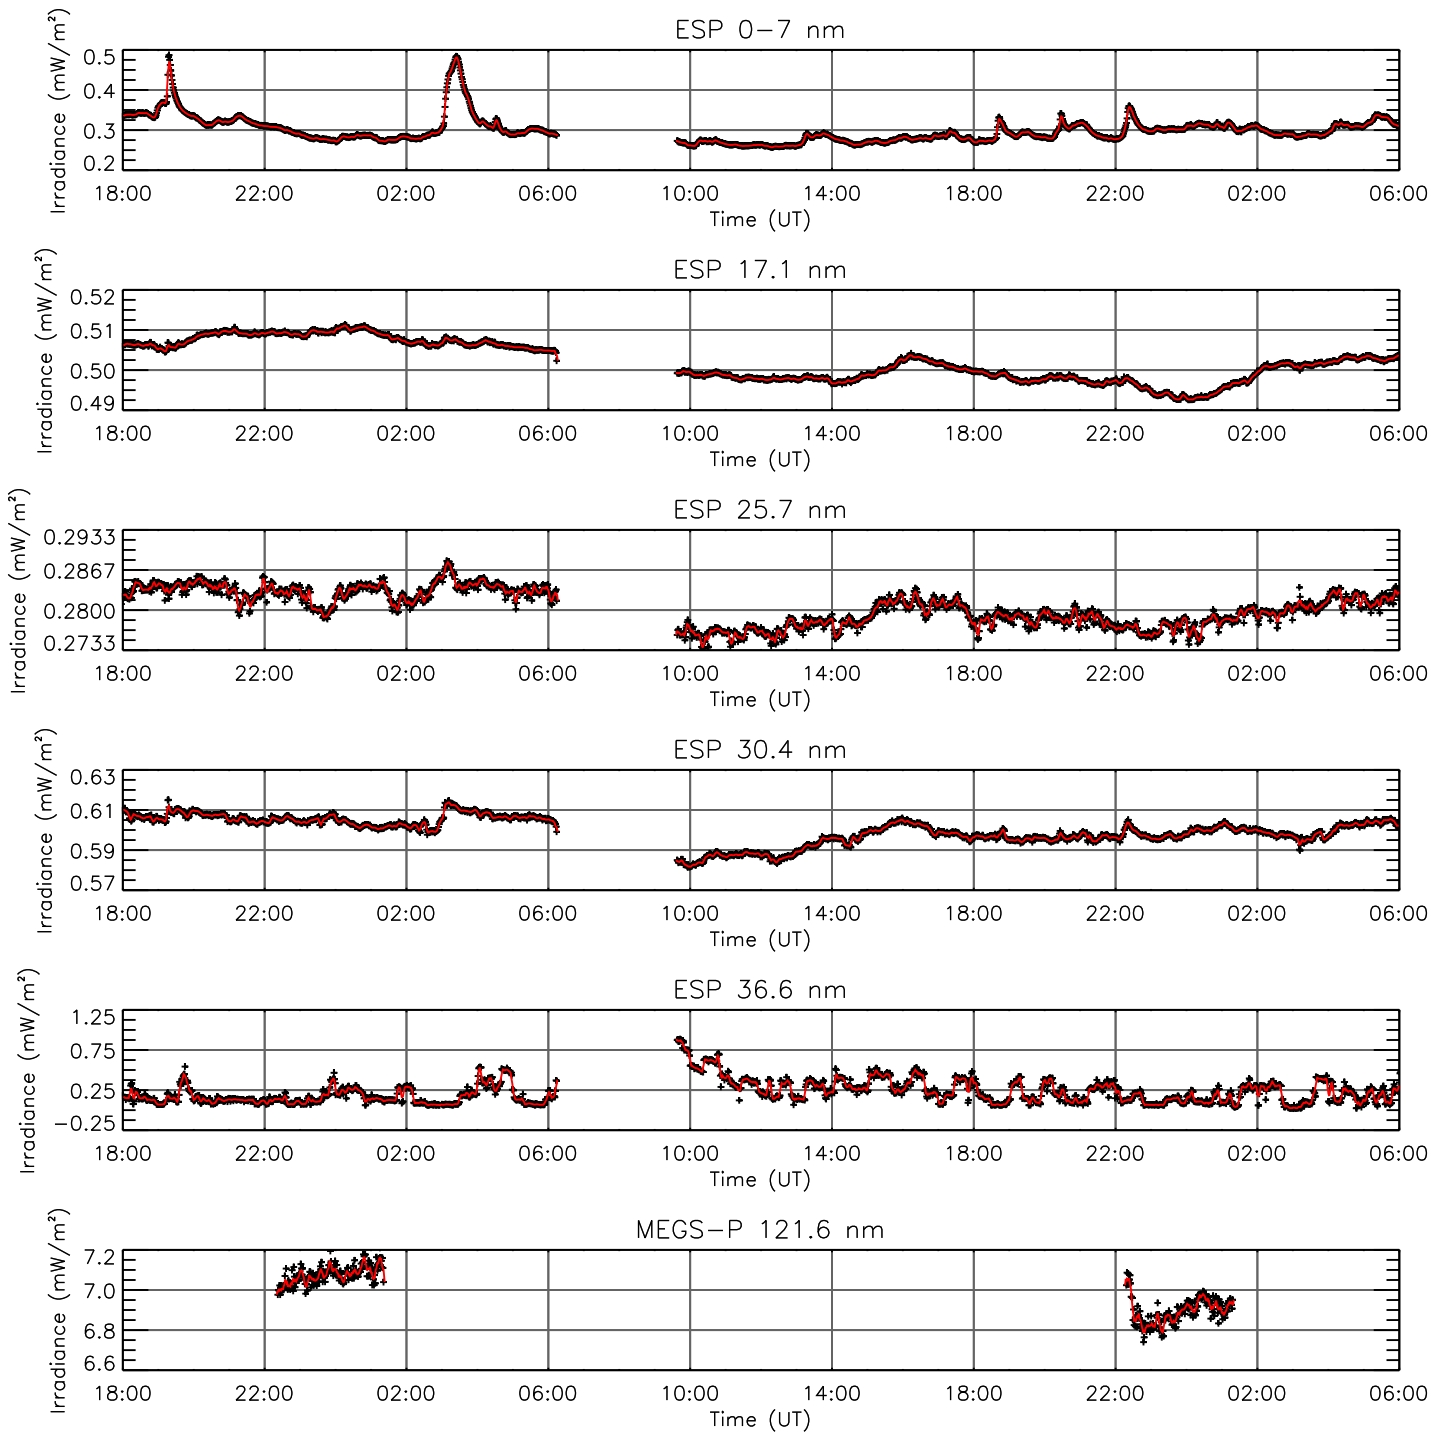 ESP 0-7 nm
Irradiance (mW/m²)
0.5
0.4
0.3
0.2
18:00 22:00 02:00 06:00 10:00 14:00 18:00 22:00 02:00 06:00
Time (UT)
ESP 17.1 nm
Irradiance (mW/m²)
0.52
0.51
0.50
0.49
18:00 22:00 02:00 06:00 10:00 14:00 18:00 22:00 02:00 06:00
Time (UT)
ESP 25.7 nm
Irradiance (mW/m²)
0.2933
0.2867
0.2800
0.2733
18:00 22:00 02:00 06:00 10:00 14:00 18:00 22:00 02:00 06:00
Time (UT)
ESP 30.4 nm
Irradiance (mW/m²)
0.63
0.61
0.59
0.57
18:00 22:00 02:00 06:00 10:00 14:00 18:00 22:00 02:00 06:00
Time (UT)
ESP 36.6 nm
Irradiance (mW/m²)
1.25
0.75
0.25
-0.25
18:00 22:00 02:00 06:00 10:00 14:00 18:00 22:00 02:00 06:00
Time (UT)
MEGS-P 121.6 nm
Irradiance (mW/m²)
7.2
7.0
6.8
6.6
18:00 22:00 02:00 06:00 10:00 14:00 18:00 22:00 02:00 06:00
Time (UT)